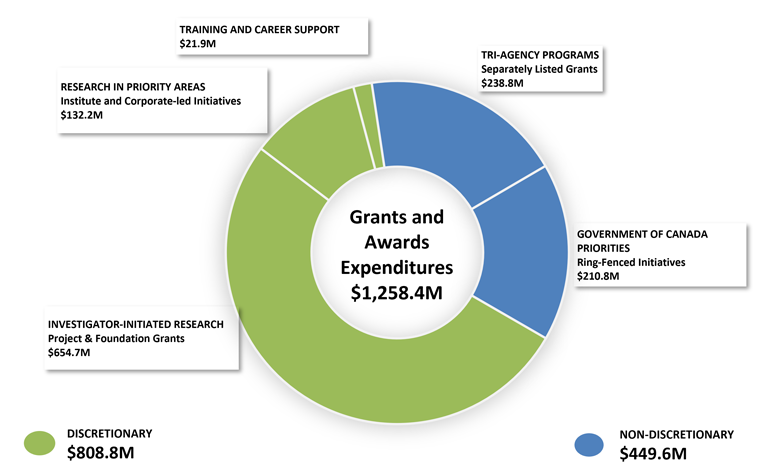 TRAINING AND CAREER SUPPORT
$21.9M
TRI-AGENCY PROGRAMS
Separately Listed Grants
$238.8M
RESEARCH IN PRIORITY AREAS
Institute and Corporate-led Initiatives
$132.2M
Grants and
Awards
Expenditures
$1,258.4M
GOVERNMENT OF CANADA
PRIORITIES
Ring-Fenced Initiatives
$210.8M
INVESTIGATOR-INITIATED RESEARCH
Project & Foundation Grants
$654.7M
DISCRETIONARY
$808.8M
NON-DISCRETIONARY
$449.6M